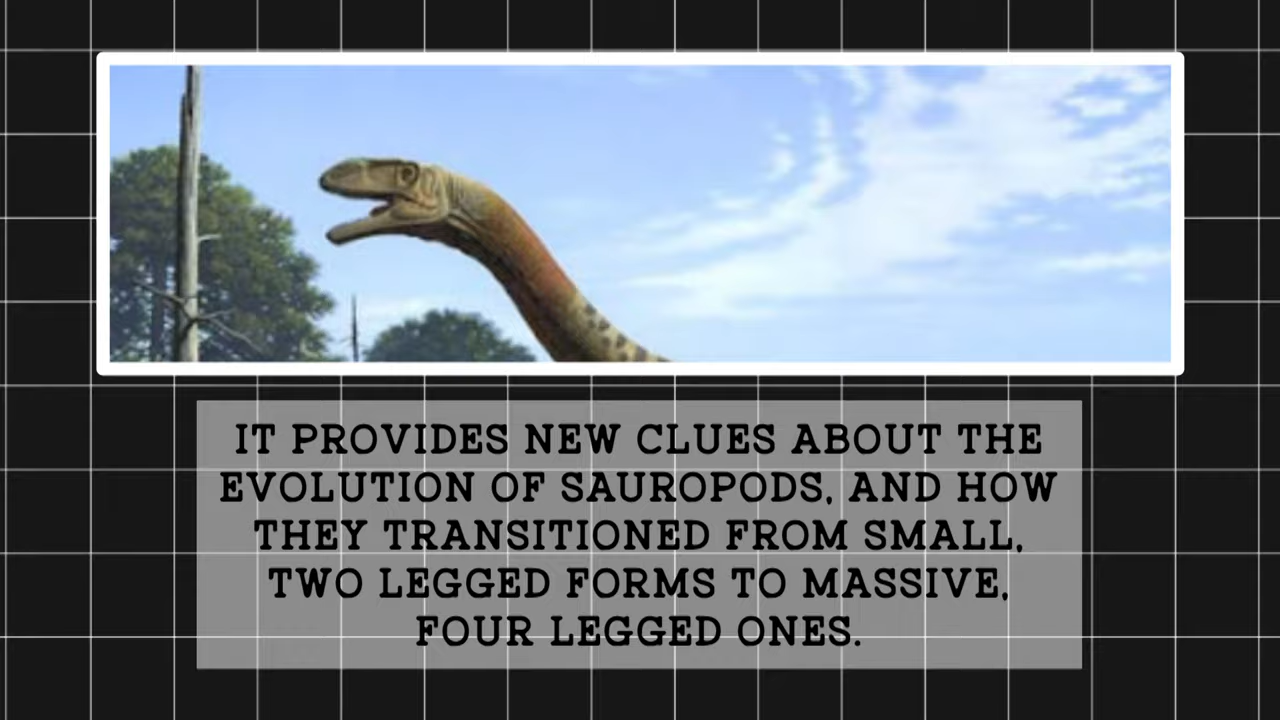 IT PROVIDES NEW CLUES ABOUT THE
EVOLUTION OF SAUROPODS, AND HOW
THEY TRANSITIONED FROM SMALL,
TWO LEGGED FORMS TO MASSIVE,
FOUR LEGGED ONES.